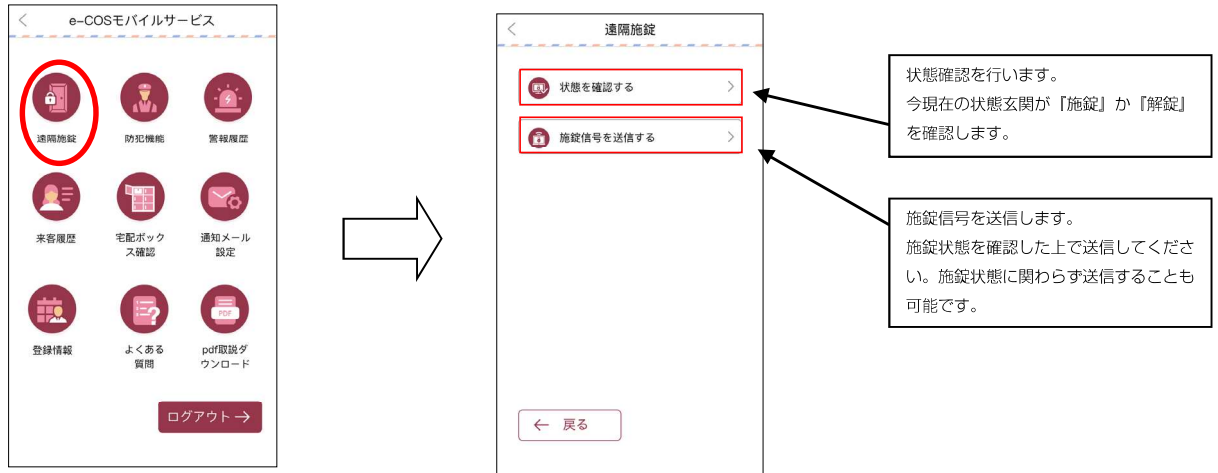 e-COSモバイルサービス
遠隔施錠
防犯機能
警報履歴
来客履歴
宅配ボック
ス確認
通知メール
設定
登録情報
よくある
質問
PDF
pdf取説ダ
ウンロード
ログアウト →
遠隔施錠
状態を確認する
施錠信号を送信する
← 戻る
状態確認を行います。
今現在の状態玄関が『施錠』か『解錠』
を確認します。
施錠信号を送信します。
施錠状態を確認した上で送信してくださ
い。施錠状態に関わらず送信することも
可能です。